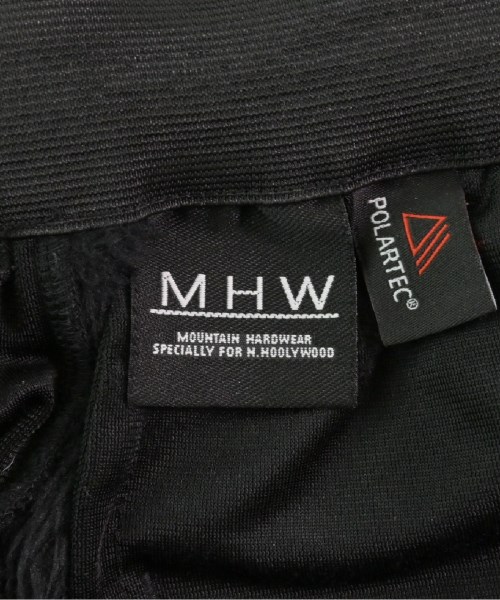 MHW
MOUNTAIN HARDWEAR
SPECIALLY FOR N.HOOLYWOOD
POLARTEC®